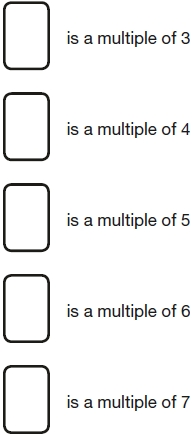 is a multiple of 3
is a multiple of 4
is a multiple of 5
is a multiple of 6
is a multiple of 7